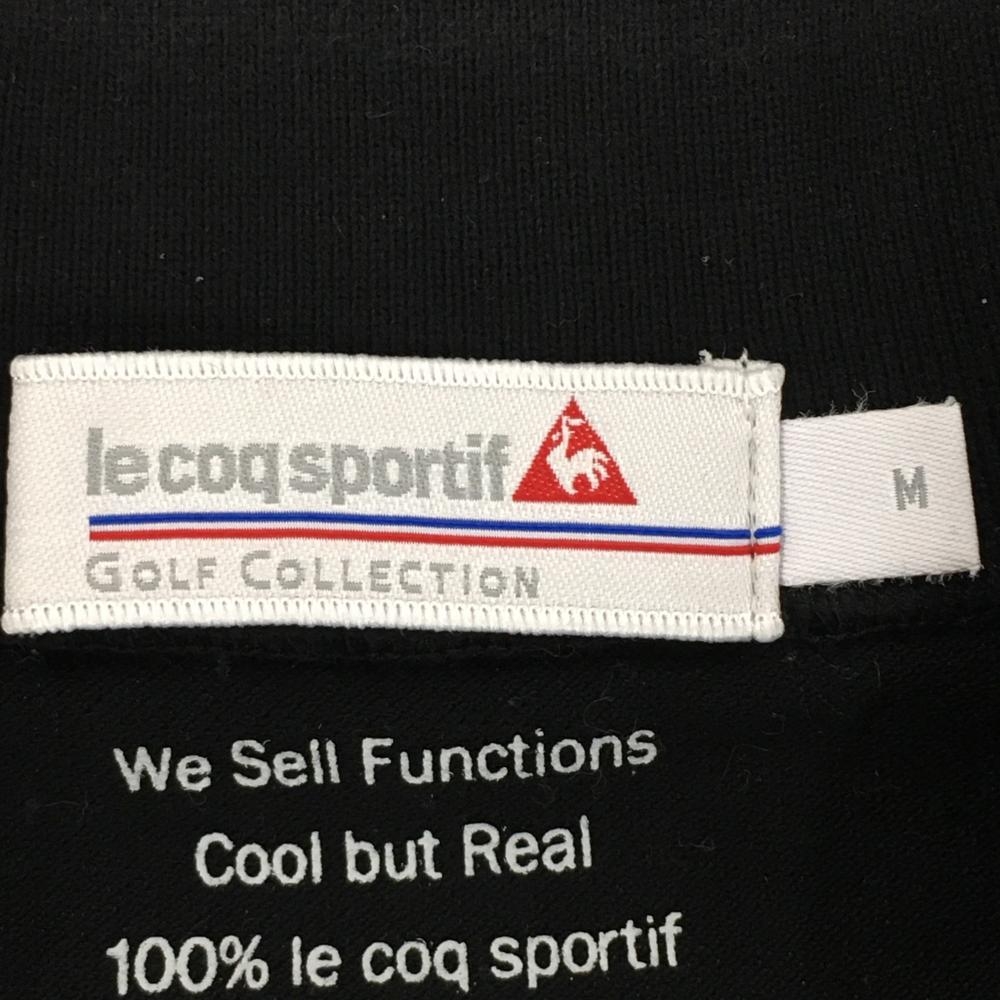 le coq sportif
GOLF COLLECTION
M
We Sell Functions
Cool but Real
100% le coq sportif